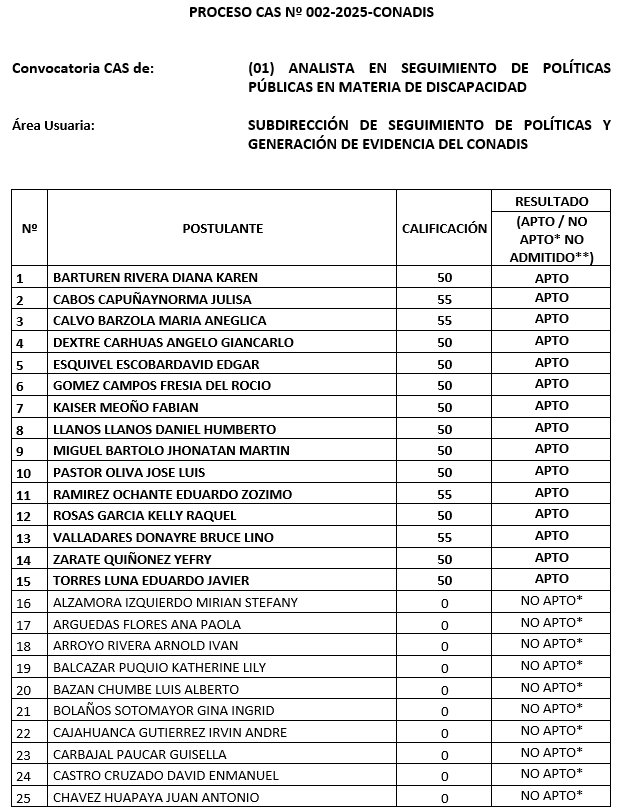 PROCESO CAS Nº 002-2025-CONADIS
Convocatoria CAS de: (01) ANALISTA EN SEGUIMIENTO DE POLÍTICAS
PÚBLICAS EN MATERIA DE DISCAPACIDAD
Área Usuaria: SUBDIRECCIÓN DE SEGUIMIENTO DE POLÍTICAS Y
GENERACIÓN DE EVIDENCIA DEL CONADIS
Nº POSTULANTE CALIFICACIÓN RESULTADO
(APTO / NO
APTO* NO
ADMITIDO**)
1 BARTUREN RIVERA DIANA KAREN 50 APTO
2 CABOS CAPUÑAYNORMA JULISA 55 APTO
3 CALVO BARZOLA MARIA ANEGLICA 55 APTO
4 DEXTRE CARHUAS ANGELO GIANCARLO 50 APTO
5 ESQUIVEL ESCOBARDAVID EDGAR 50 APTO
6 GOMEZ CAMPOS FRESIA DEL ROCIO 50 APTO
7 KAISER MEOÑO FABIAN 50 APTO
8 LLANOS LLANOS DANIEL HUMBERTO 50 APTO
9 MIGUEL BARTOLO JHONATAN MARTIN 50 APTO
10 PASTOR OLIVA JOSE LUIS 50 APTO
11 RAMIREZ OCHANTE EDUARDO ZOZIMO 55 APTO
12 ROSAS GARCIA KELLY RAQUEL 50 APTO
13 VALLADARES DONAYRE BRUCE LINO 55 APTO
14 ZARATE QUIÑONEZ YEFRY 50 APTO
15 TORRES LUNA EDUARDO JAVIER 50 APTO
16 ALZAMORA IZQUIERDO MIRIAN STEFANY 0 NO APTO*
17 ARGUEDAS FLORES ANA PAOLA 0 NO APTO*
18 ARROYO RIVERA ARNOLD IVAN 0 NO APTO*
19 BALCAZAR PUQUIO KATHERINE LILY 0 NO APTO*
20 BAZAN CHUMBE LUIS ALBERTO 0 NO APTO*
21 BOLAÑOS SOTOMAYOR GINA INGRID 0 NO APTO*
22 CAJAHUANCA GUTIERREZ IRVIN ANDRE 0 NO APTO*
23 CARBAJAL PAUCAR GUISELLA 0 NO APTO*
24 CASTRO CRUZADO DAVID ENMANUEL 0 NO APTO*
25 CHAVEZ HUAPAYA JUAN ANTONIO 0 NO APTO*